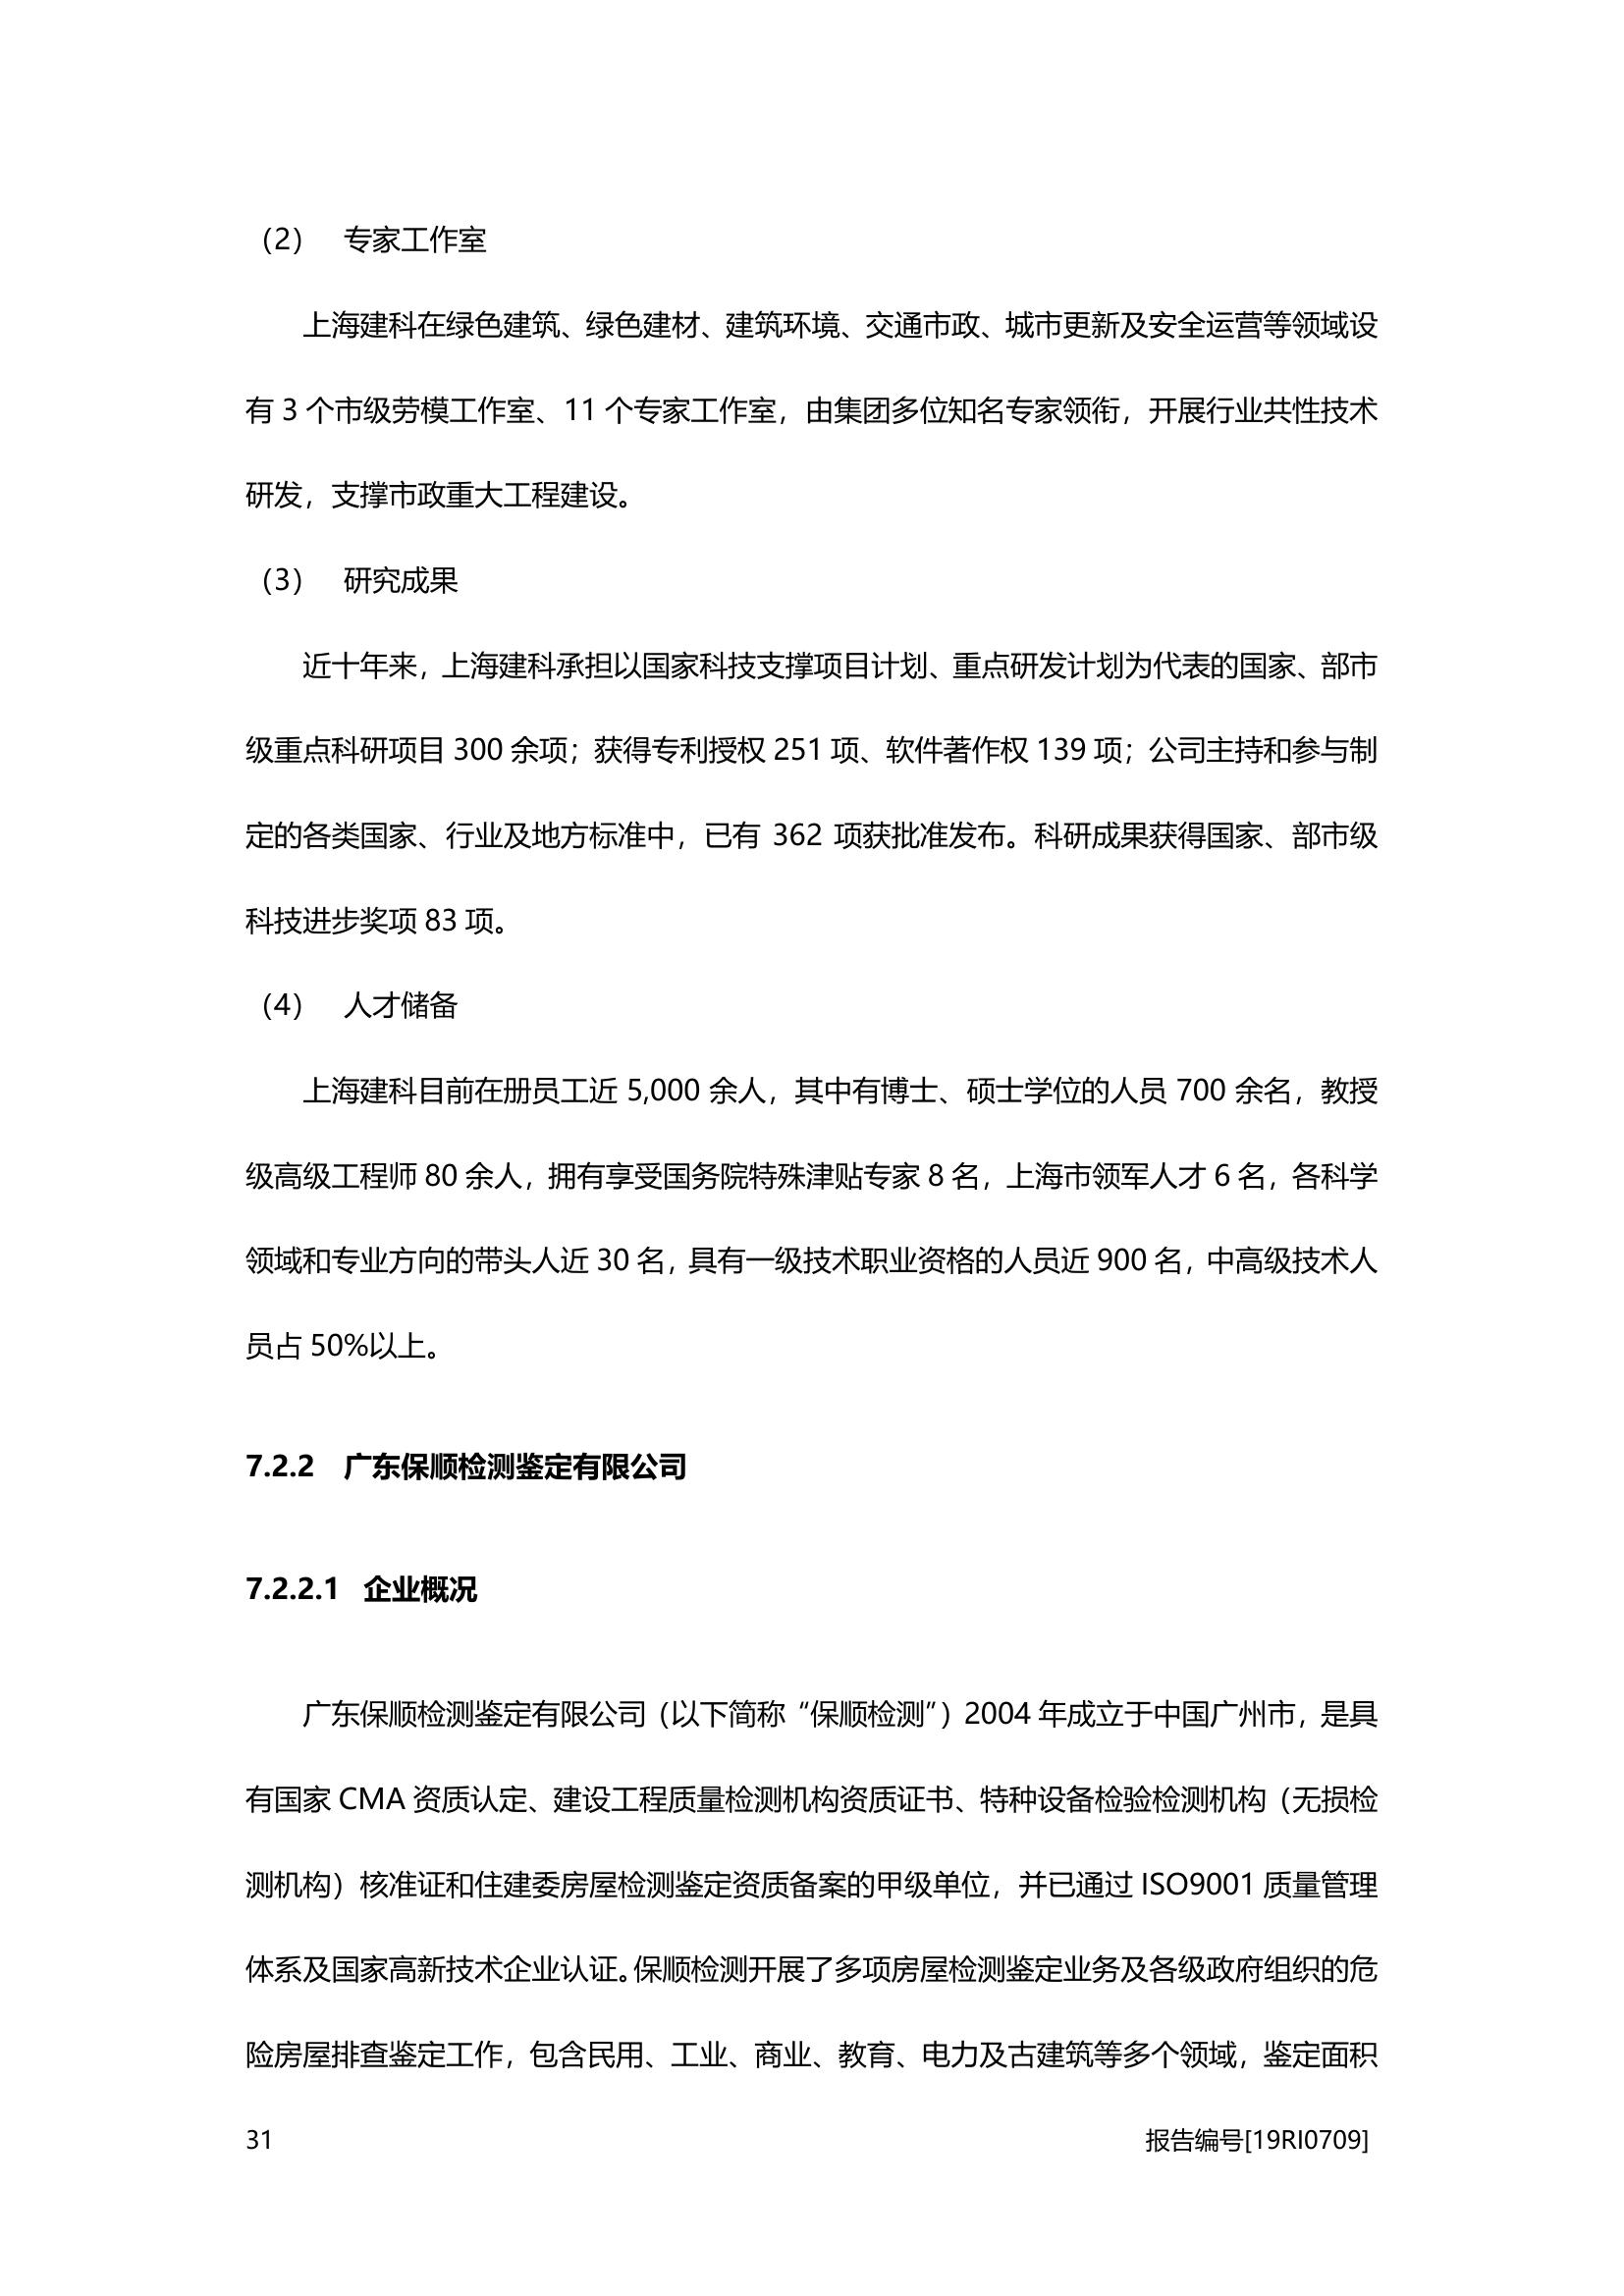 （2） 专家工作室
上海建科在绿色建筑、绿色建材、建筑环境、交通市政、城市更新及安全运营等领域设
有 3 个市级劳模工作室、11 个专家工作室，由集团多位知名专家领衔，开展行业共性技术
研发，支撑市政重大工程建设。
（3） 研究成果
近十年来，上海建科承担以国家科技支撑项目计划、重点研发计划为代表的国家、部市
级重点科研项目 300 余项；获得专利授权 251 项、软件著作权 139 项；公司主持和参与制
定的各类国家、行业及地方标准中，已有 362 项获批准发布。科研成果获得国家、部市级
科技进步奖项 83 项。
（4） 人才储备
上海建科目前在册员工近 5,000 余人，其中有博士、硕士学位的人员 700 余名，教授
级高级工程师 80 余人，拥有享受国务院特殊津贴专家 8 名，上海市领军人才 6 名，各科学
领域和专业方向的带头人近 30 名，具有一级技术职业资格的人员近 900 名，中高级技术人
员占 50%以上。
7.2.2 广东保顺检测鉴定有限公司
7.2.2.1 企业概况
广东保顺检测鉴定有限公司（以下简称“保顺检测”）2004 年成立于中国广州市，是具
有国家 CMA 资质认定、建设工程质量检测机构资质证书、特种设备检验检测机构（无损检
测机构）核准证和住建委房屋检测鉴定资质备案的甲级单位，并已通过 ISO9001 质量管理
体系及国家高新技术企业认证。保顺检测开展了多项房屋检测鉴定业务及各级政府组织的危
险房屋排查鉴定工作，包含民用、工业、商业、教育、电力及古建筑等多个领域，鉴定面积
31 报告编号[19RI0709]